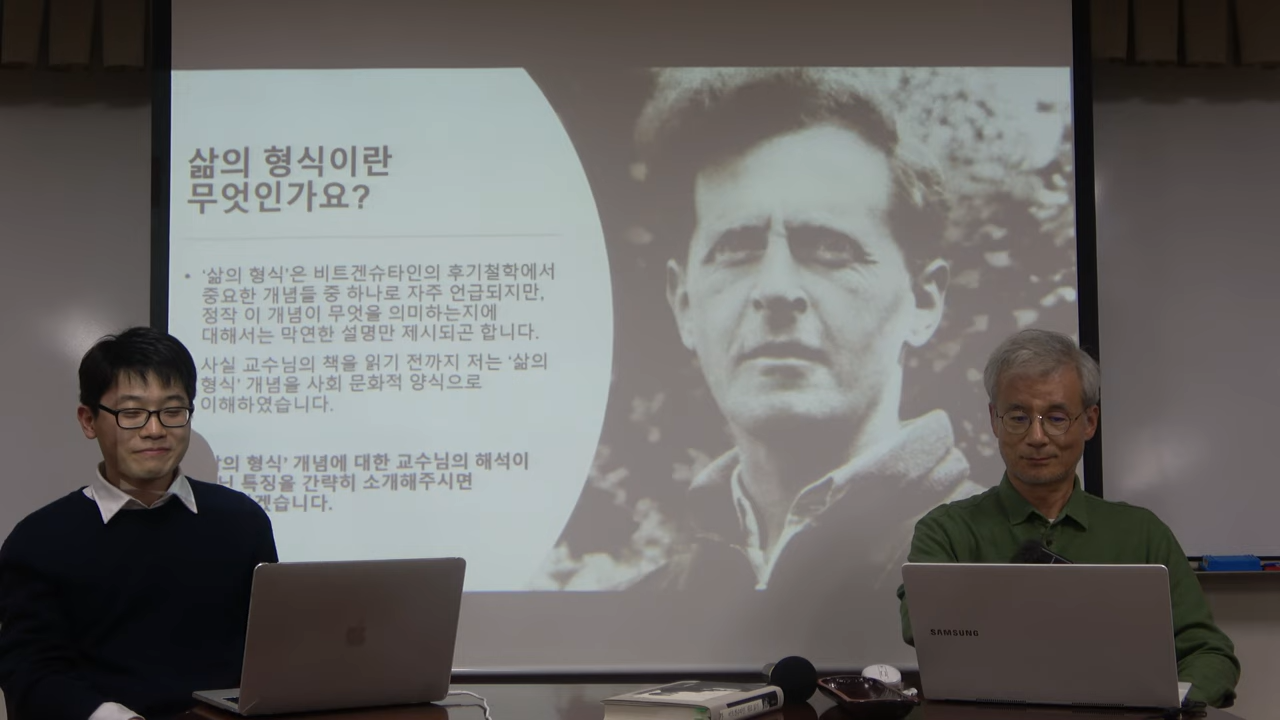 삶의 형식이란
무엇인가요?
• '삶의 형식'은 비트겐슈타인의 후기철학에서
중요한 개념들 중 하나로 자주 언급되지만,
정작 이 개념이 무엇을 의미하는지에
대해서는 막연한 설명만 제시되곤 합니다.
사실 교수님의 책을 읽기 전까지 저는 '삶의
형식' 개념을 사회 문화적 양식으로
이해하였습니다.
형식' 개념에 대한 교수님의 해석이
특징을 간략히 소개해주시면
SAMSUNG